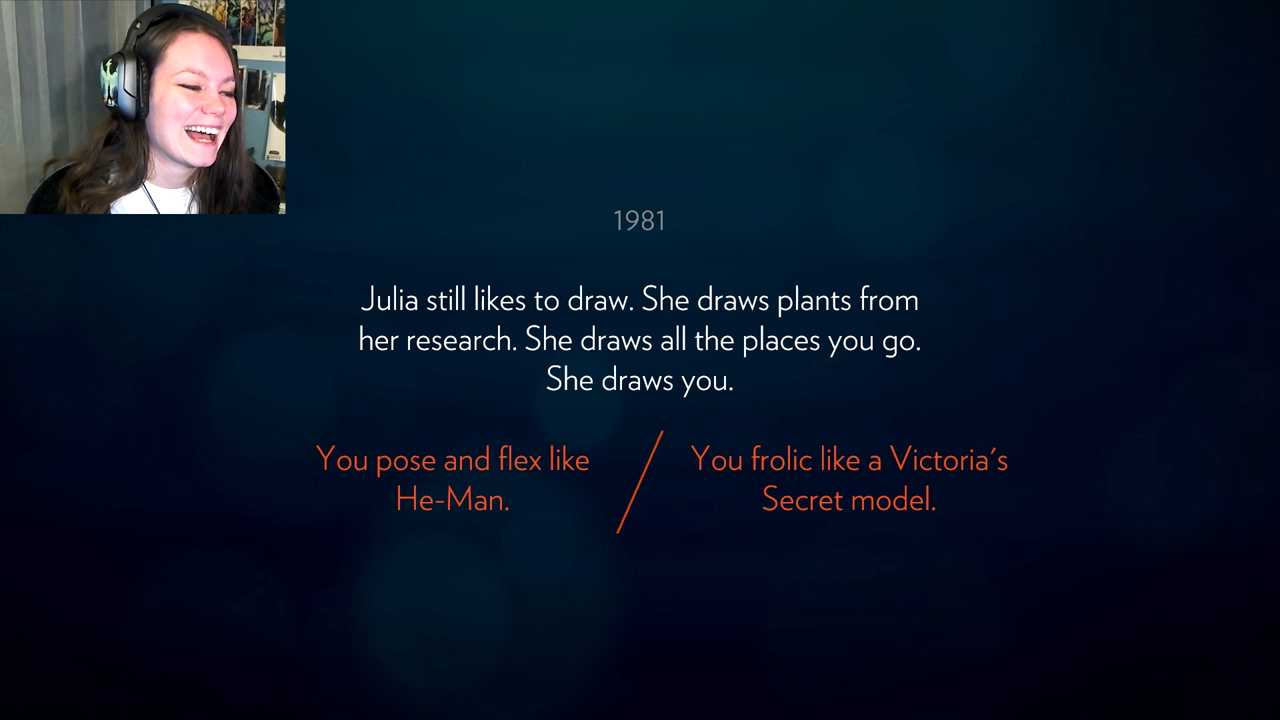 1981
Julia still likes to draw. She draws plants from
her research. She draws all the places you go.
She draws you.
You pose and flex like
He-Man.
You frolic like a Victoria's
Secret model.